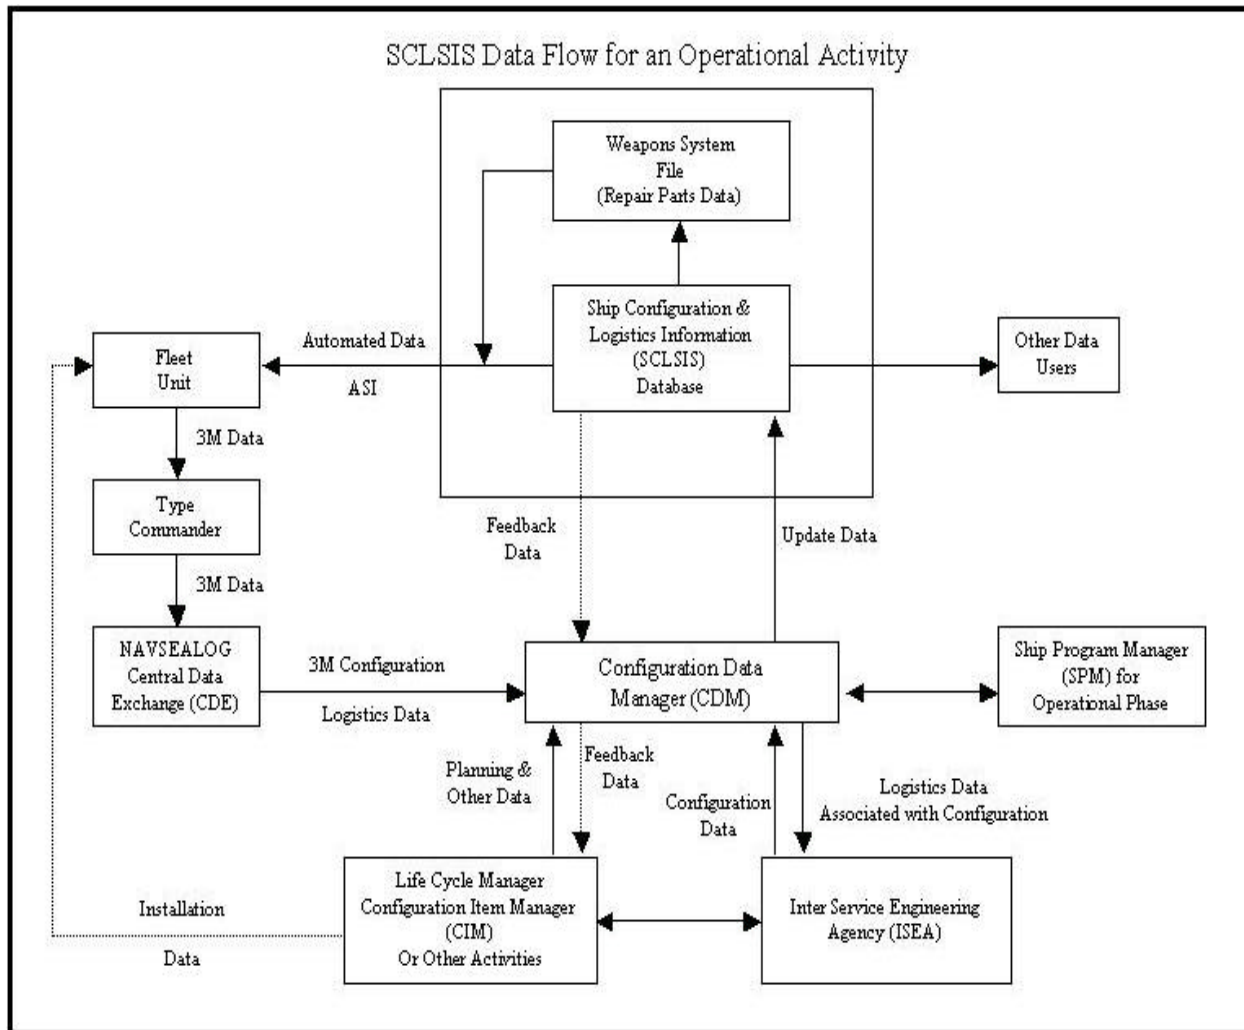 SCLSIS Data Flow for an Operational Activity
Weapons System
File
(Repair Parts Data)
Ship Configuration &
Logistics Information
(SCLSIS)
Database
Other Data
Users
Automated Data
ASI
Fleet
Unit
3M Data
Type
Commander
3M Data
Feedback
Data
Update Data
NAVSEALOG
Central Data
Exchange (CDE)
3M Configuration
Logistics Data
Configuration Data
Manager (CDM)
Ship Program Manager
(SPM) for
Operational Phase
Planning &
Other Data
Feedback
Data
Configuration
Data
Logistics Data
Associated with Configuration
Installation
Data
Life Cycle Manager
Configuration Item Manager
(CIM)
Or Other Activities
Inter Service Engineering
Agency (ISEA)